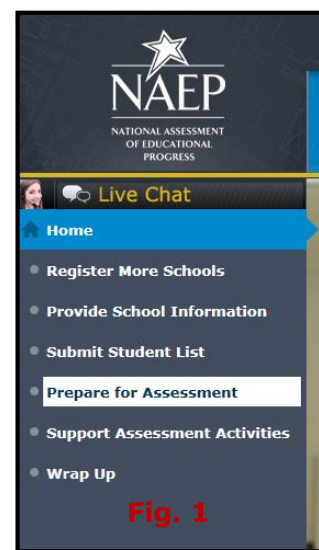 NAEP
NATIONAL ASSESSMENT
OF EDUCATIONAL
PROGRESS
Live Chat
Home
Register More Schools
Provide School Information
Submit Student List
Prepare for Assessment
Support Assessment Activities
Wrap Up
Fig. 1